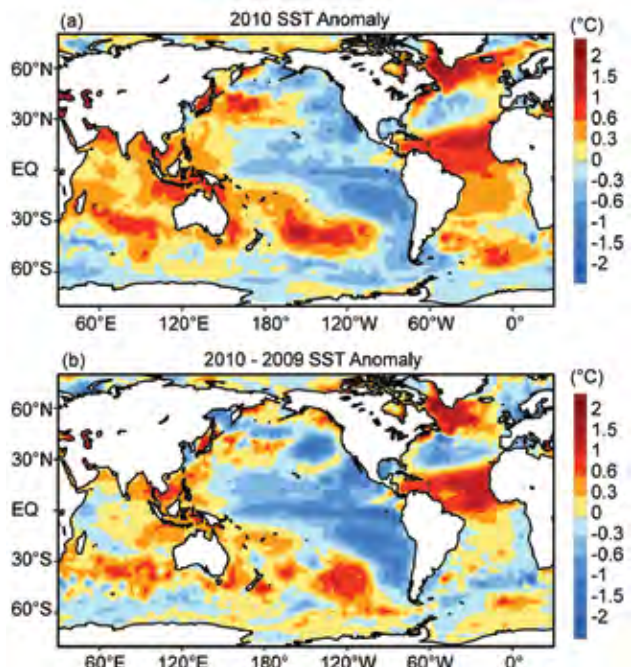 (a) 2010 SST Anomaly (°C)
2
1.5
1
0.6
0.3
0
-0.3
-0.6
-1
-1.5
-2
60°N
30°N
EQ
30°S
60°S
60°E 120°E 180° 120°W 60°W 0°
(b) 2010 - 2009 SST Anomaly (°C)
2
1.5
1
0.6
0.3
0
-0.3
-0.6
-1
-1.5
-2
60°N
30°N
EQ
30°S
60°S
60°E 120°E 180° 120°W 60°W 0°